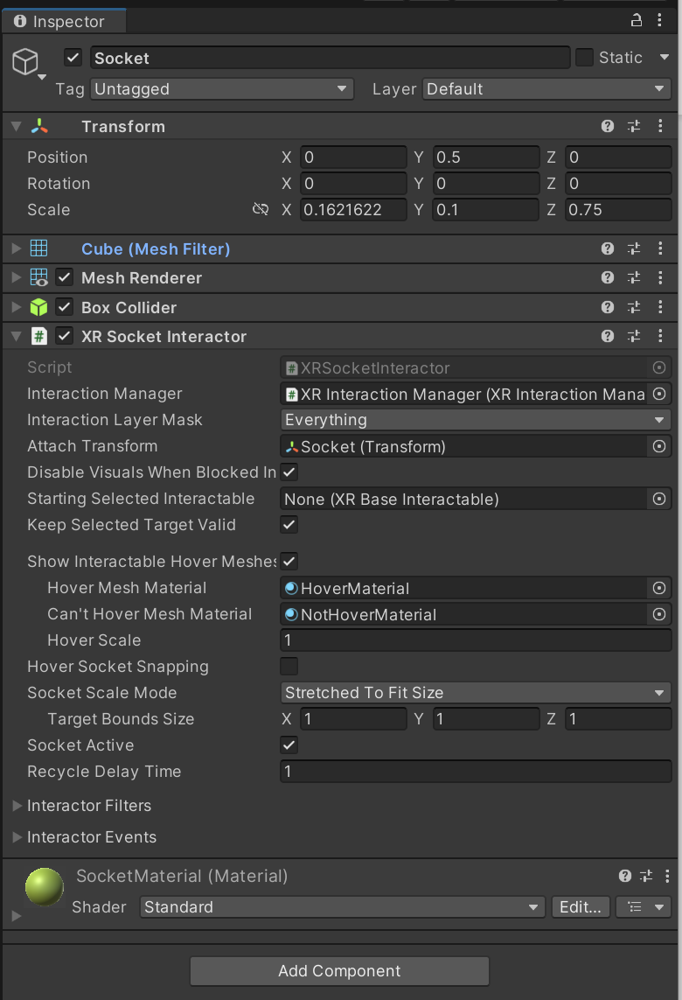 Inspector
Socket Static
Tag Untagged Layer Default
Transform
Position X 0 Y 0.5 Z 0
Rotation X 0 Y 0 Z 0
Scale X 0.1621622 Y 0.1 Z 0.75
Cube (Mesh Filter)
Mesh Renderer
Box Collider
# XR Socket Interactor
Script # XRSocketInteractor
Interaction Manager # XR Interaction Manager (XR Interaction Mana
Interaction Layer Mask Everything
Attach Transform Socket (Transform)
Disable Visuals When Blocked In
Starting Selected Interactable None (XR Base Interactable)
Keep Selected Target Valid
Show Interactable Hover Meshes
Hover Mesh Material HoverMaterial
Can't Hover Mesh Material NotHoverMaterial
Hover Scale 1
Hover Socket Snapping
Socket Scale Mode Stretched To Fit Size
Target Bounds Size X 1 Y 1 Z 1
Socket Active
Recycle Delay Time 1
Interactor Filters
Interactor Events
SocketMaterial (Material)
Shader Standard Edit...
Add Component